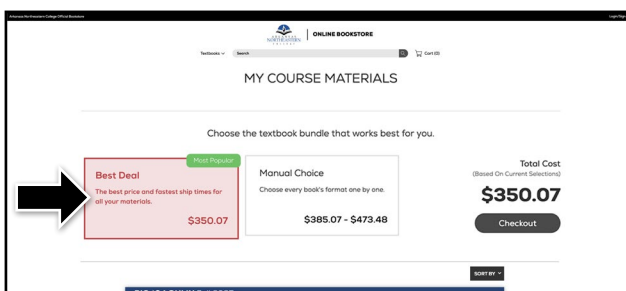 Arkansas Northeastern College Official Bookstore
ARKANSAS
NORTHEASTERN
COLLEGE
ONLINE BOOKSTORE
Textbooks
Search
Cart (0)
MY COURSE MATERIALS
Choose the textbook bundle that works best for you.
Most Popular
Best Deal
The best price and fastest ship times for
all your materials.
$350.07
Manual Choice
Choose every book's format one by one.
$385.07 - $473.48
Total Cost
(Based On Current Selections)
$350.07
Checkout
SORT BY